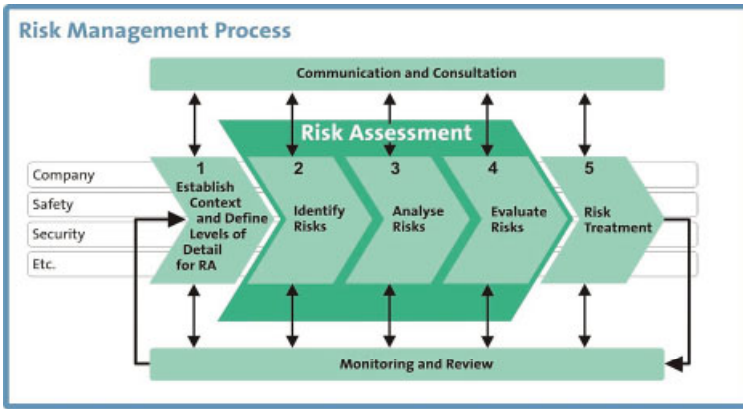 Risk Management Process
Communication and Consultation
Risk Assessment
Company
Safety
Security
Etc.
1
Establish
Context
and Define
Levels of
Detail
for RA
2
Identify
Risks
3
Analyse
Risks
4
Evaluate
Risks
5
Risk
Treatment
Monitoring and Review